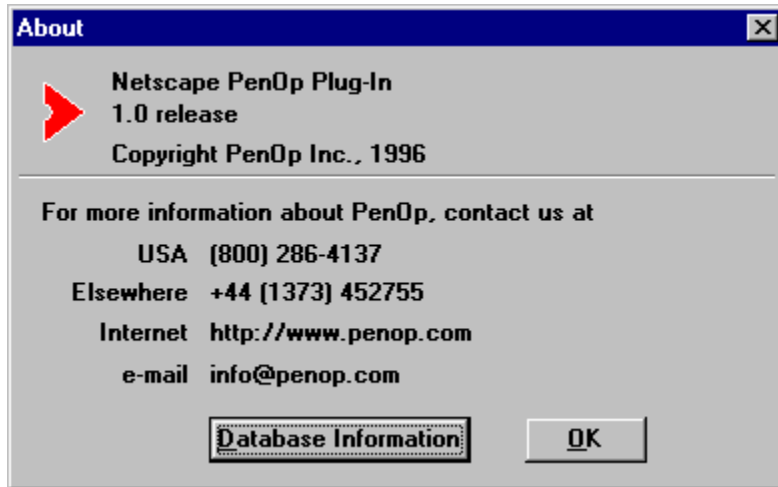 About
Netscape PenOp Plug-In
1.0 release
Copyright PenOp Inc., 1996
For more information about PenOp, contact us at
USA (800) 286-4137
Elsewhere +44 (1373) 452755
Internet http://www.penop.com
e-mail info@penop.com
Database Information OK